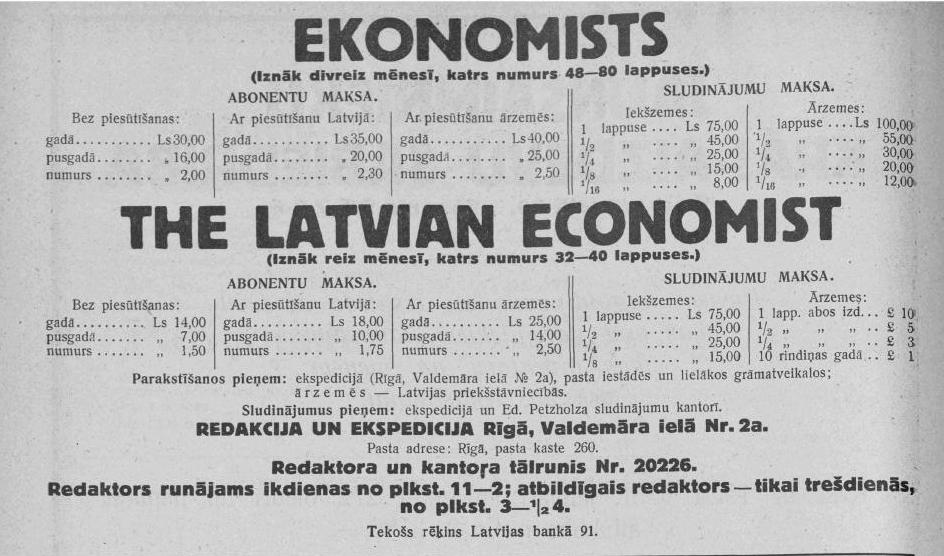 EKONOMISTS
(Iznāk divreiz mēnesī, katrs numurs 48—80 lappuses.)
ABONENTU MAKSA.
Bez piesūtīšanas:
gadā........... Ls 30,00
pusgadā....... „ 16,00
numurs ........ „ 2,00
Ar piesūtīšanu Latvijā:
gadā........... Ls 35,00
pusgadā....... „ 20,00
numurs ........ „ 2,30
Ar piesūtīšanu ārzemēs:
gadā........... Ls 40,00
pusgadā....... „ 25,00
numurs ........ „ 2,50
SLUDINĀJUMU MAKSA.
Iekšzemes:
1 lappuse .... Ls 75,00
1/2 „ .... „ 45,00
1/4 „ .... „ 25,00
1/8 „ .... „ 15,00
1/16 „ .... „ 8,00
Ārzemes:
1 lappuse ....Ls 100,00
1/2 „ .... „ 55,00
1/4 „ .... „ 30,00
1/8 „ .... „ 20,00
1/16 „ .... „ 12,00
THE LATVIAN ECONOMIST
(Iznāk reiz mēnesī, katrs numurs 32—40 lappuses.)
ABONENTU MAKSA.
Bez piesūtīšanas:
gadā.......... Ls 14,00
pusgadā....... „ 7,00
numurs ....... „ 1,50
Ar piesūtīšanu Latvijā:
gadā.......... Ls 18,00
pusgadā....... „ 10,00
numurs ....... „ 1,75
Ar piesūtīšanu ārzemēs:
gadā.......... Ls 25,00
pusgadā....... „ 14,00
numurs ....... „ 2,50
SLUDINĀJUMU MAKSA.
Iekšzemes:
1 lappuse ..... Ls 75,00
1/2 „ ..... „ 45,00
1/4 „ ..... „ 25,00
1/8 „ ..... „ 15,00
Ārzemes:
1 lapp. abos izd... £ 10
1/2 „ „ „ .. £ 5
1/4 „ „ „ .. £ 3
10 rindiņas gadā .. £ 1
Parakstīšanos pieņem: ekspedicijā (Rīgā, Valdemāra ielā № 2a), pasta iestādēs un lielākos grāmatveikalos;
ārzemēs — Latvijas priekšstāvniecībās.
Sludinājumus pieņem: ekspedicijā un Ed. Petzholza sludinājumu kantorī.
REDAKCIJA UN EKSPEDICIJA Rīgā, Valdemāra ielā Nr. 2a.
Pasta adrese: Rīgā, pasta kaste 260.
Redaktora un kantoŗa tālrunis Nr. 20226.
Redaktors runājams ikdienas no plkst. 11—2; atbildīgais redaktors — tikai trešdienās,
no plkst. 3—1/2 4.
Tekošs rēķins Latvijas bankā 91.